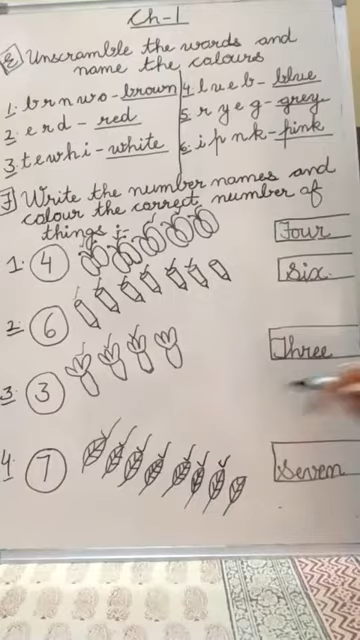 Ch-1
E Unscramble the words and
name the colours
1. b r n w o - brown
2. e r d - red
3. t e w h i - white
4. l u e b - blue
5. r y e g - grey
6. i p n k - pink
F Write the number names and
colour the correct number of
things :-
1. 4 Four
2. 6 Six
3. 3 Three
4. 7 Seven